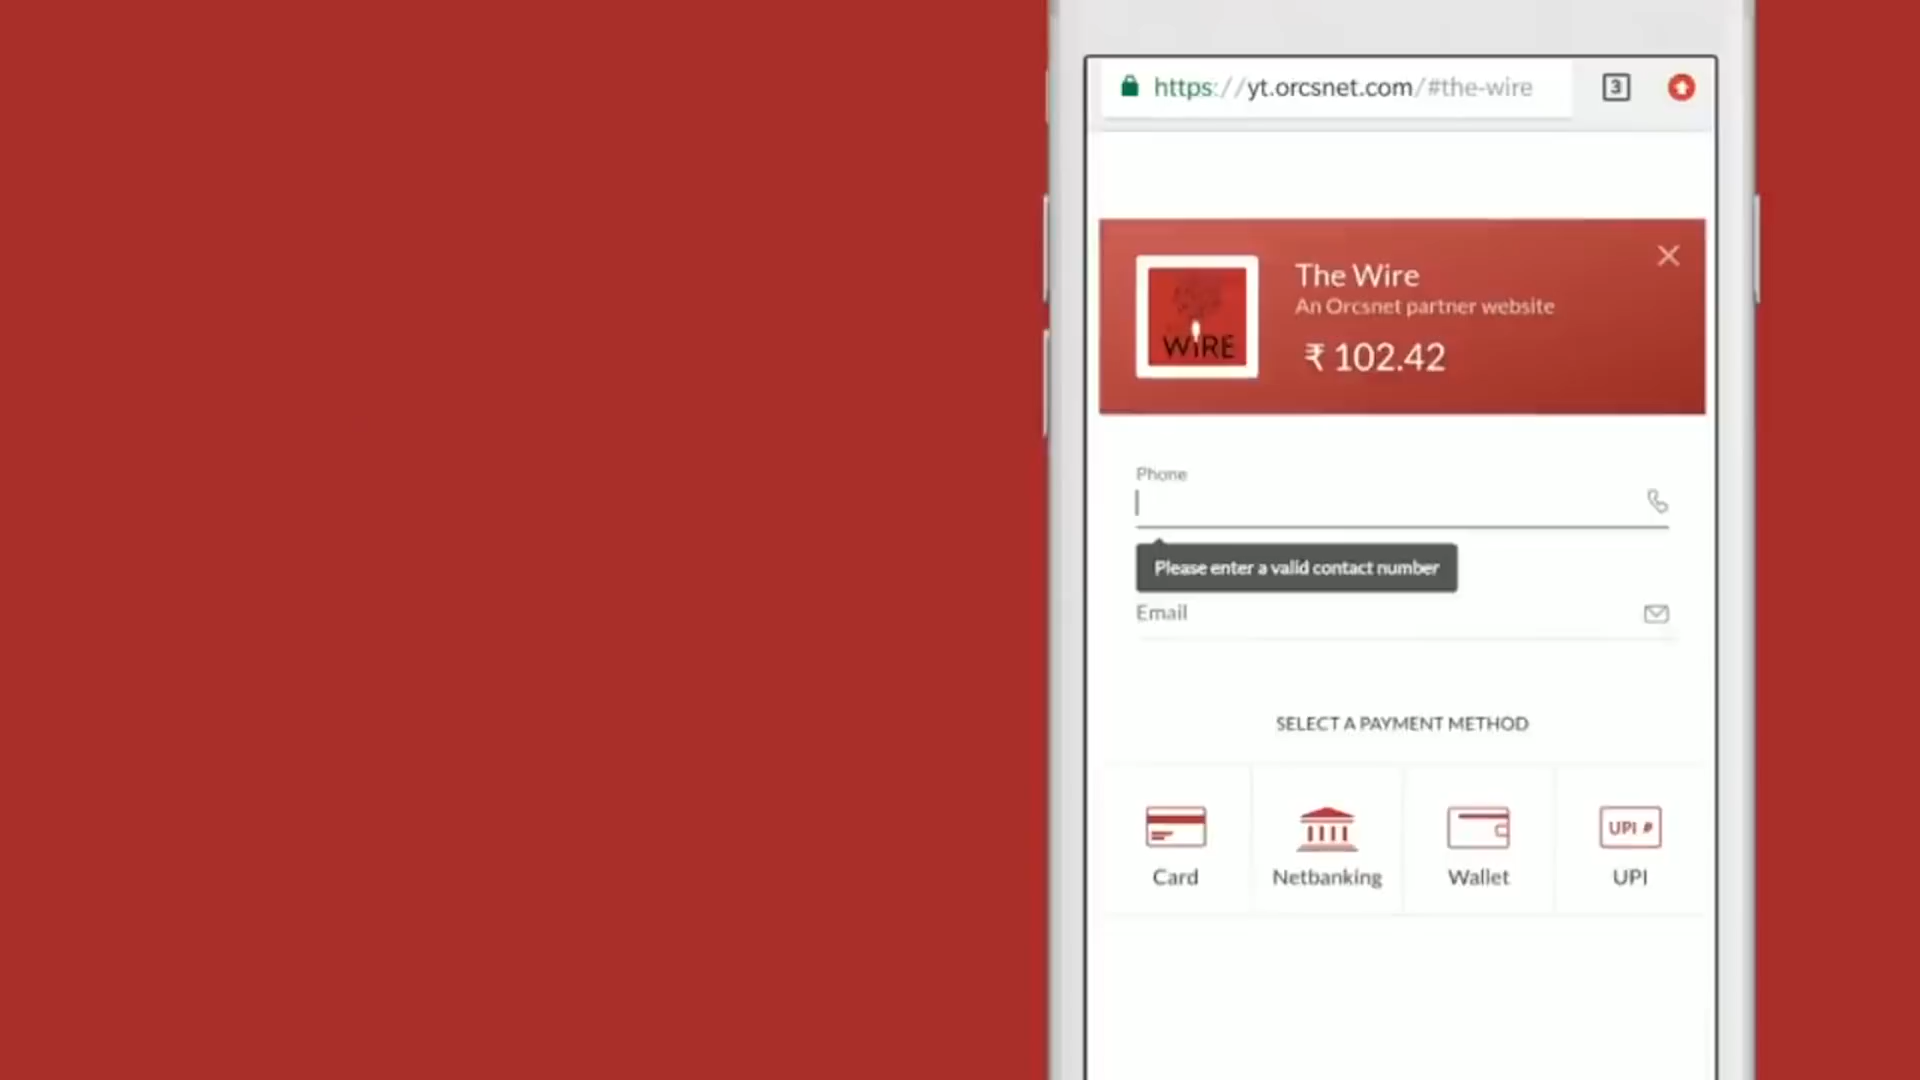 https://yt.orcsnet.com/#the-wire
3
The Wire
An Orcsnet partner website
₹ 102.42
WIRE
Phone
Please enter a valid contact number
Email
SELECT A PAYMENT METHOD
Card
Netbanking
Wallet
UPI
UPI